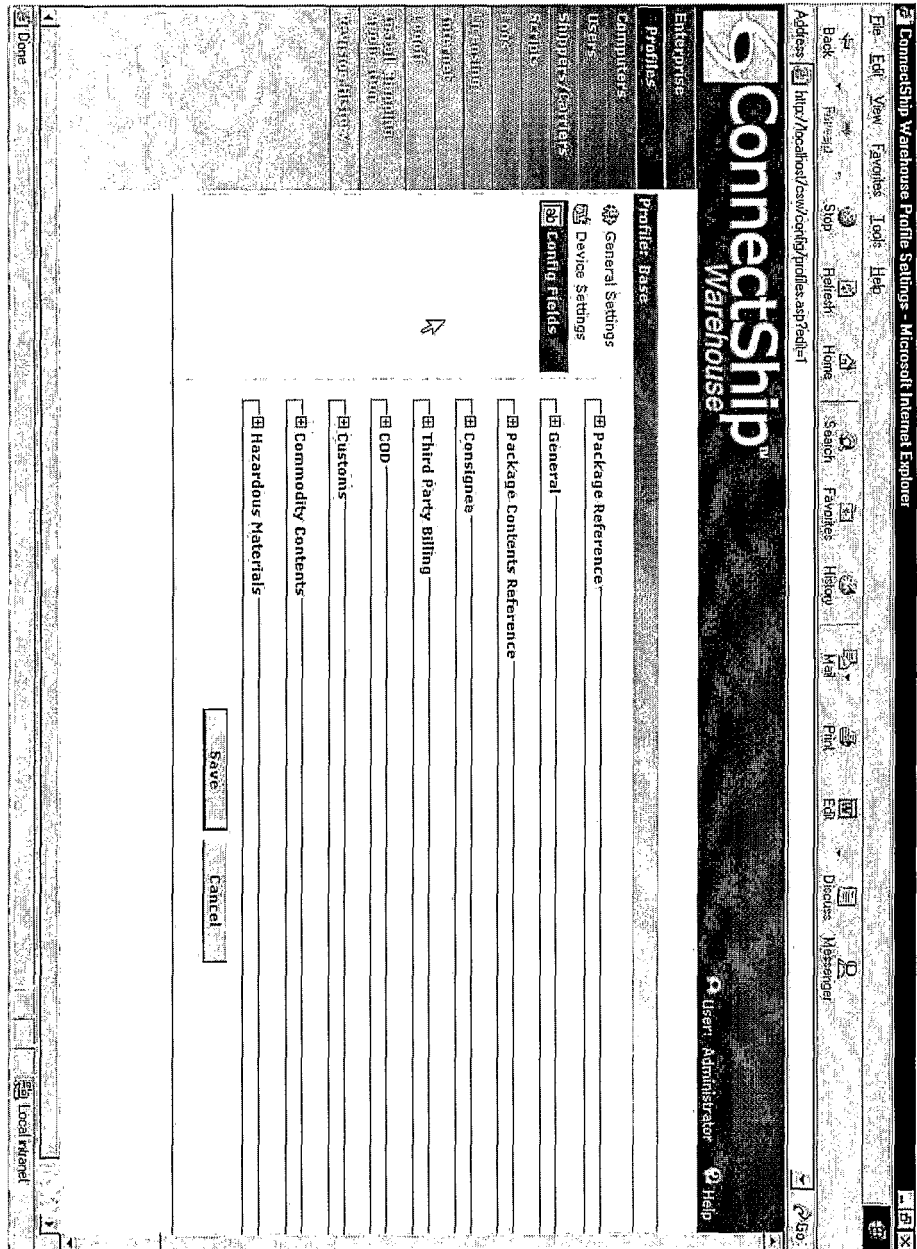 ConnectShip Warehouse Profile Settings - Microsoft Internet Explorer
File Edit View Favorites Tools Help
Back Forward Stop Refresh Home Search Favorites History Mail Print Edit Discuss Messenger
Address http://localhost/csw/config/profiles.asp?edit=1 Go
ConnectShip™
Warehouse
User: Administrator Help
Enterprise
Profiles
Computers
Users
Shippers/Carriers
Scripts
Profile: Base
General Settings
Device Settings
ab Config Fields
Package Reference
General
Package Contents Reference
Consignee
Third Party Billing
COD
Customs
Commodity Contents
Hazardous Materials
Save Cancel
Done Local intranet